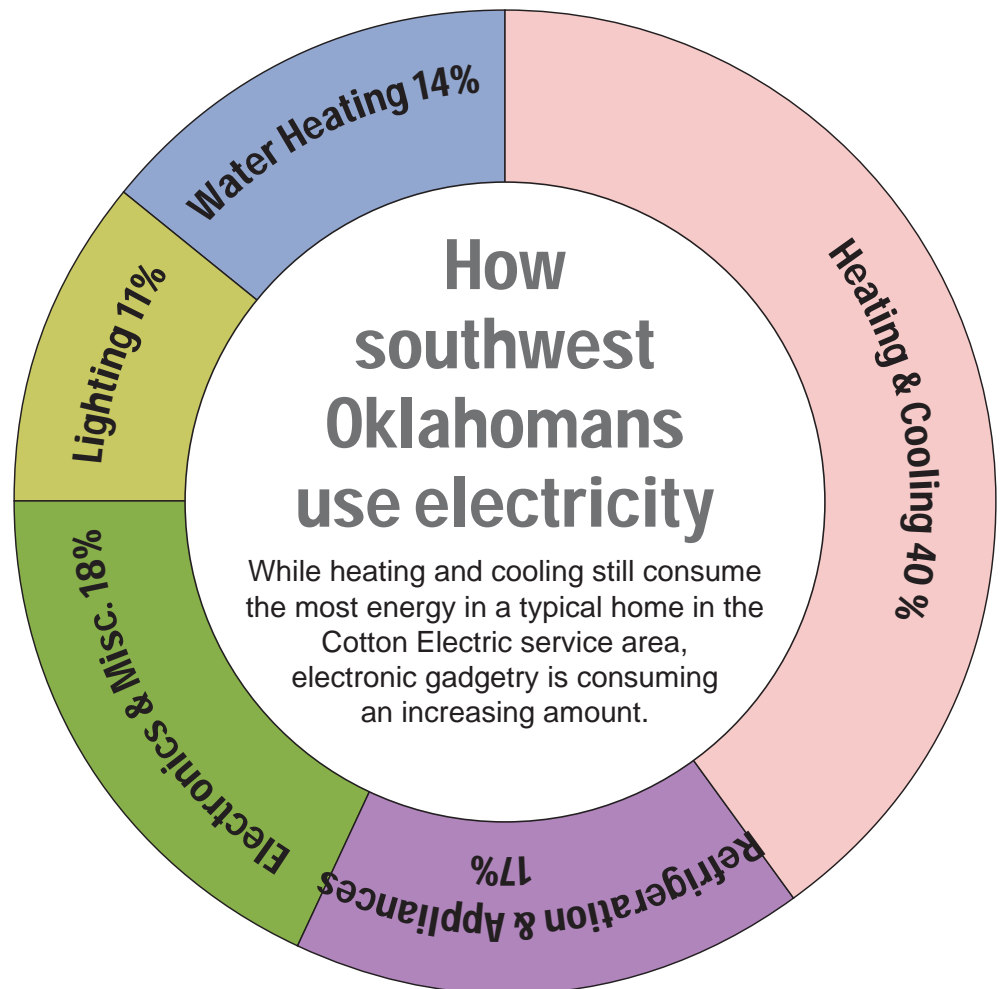 How
southwest
Oklahomans
use electricity
While heating and cooling still consume
the most energy in a typical home in the
Cotton Electric service area,
electronic gadgetry is consuming
an increasing amount.
Heating & Cooling 40 %
Refrigeration & Appliances
17%
Electronics & Misc. 18%
Lighting 11%
Water Heating 14%